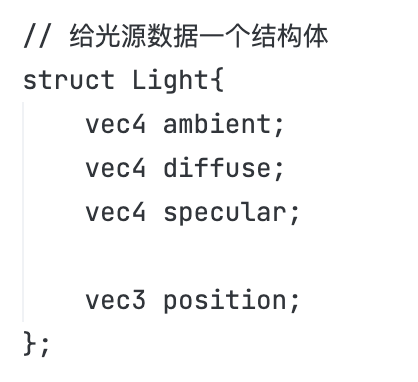 // 给光源数据一个结构体
struct Light{
    vec4 ambient;
    vec4 diffuse;
    vec4 specular;

    vec3 position;
};